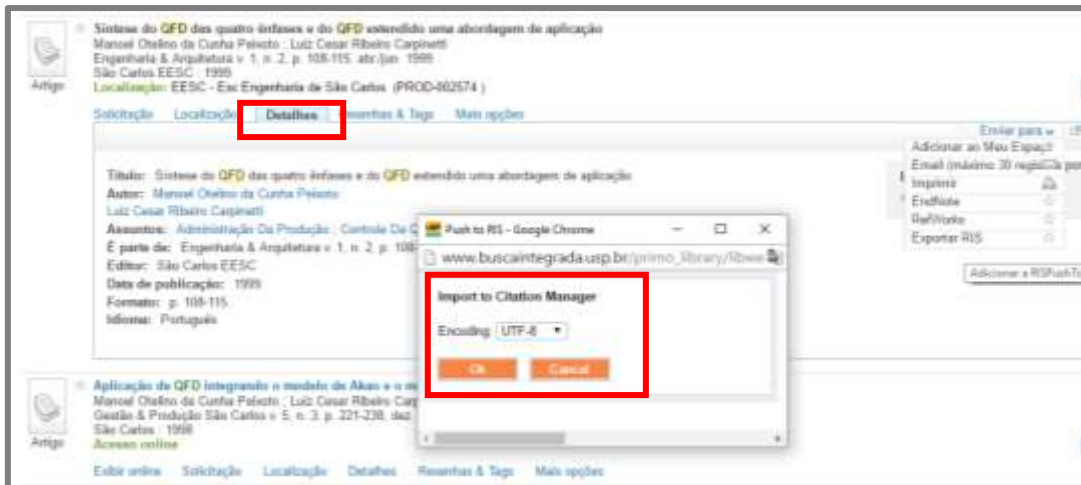 Síntese do QFD das quatro ênfases e do QFD estendido uma abordagem de aplicação
Manoel Otelino da Cunha Peixoto ; Luiz Cesar Ribeiro Carpinetti
Engenharia & Arquitetura v. 1, n. 2, p. 108-115, abr./jun. 1999
São Carlos EESC : 1999
Artigo
Localização: EESC - Esc Engenharia de São Carlos (PROD-002574 )
Solicitação Localização Detalhes Resenhas & Tags Mais opções
Enviar para
Adicionar ao Meu Espaço
Email (máximo 30 registros por
Imprimir
EndNote
RefWorks
Exportar RIS
Adicionar a RISPushTo
Título: Síntese do QFD das quatro ênfases e do QFD estendido uma abordagem de aplicação
Autor: Manoel Otelino da Cunha Peixoto
Luiz Cesar Ribeiro Carpinetti
Assuntos: Administração Da Produção ; Controle Da Q
É parte de: Engenharia & Arquitetura v. 1, n. 2, p. 108-
Editor: São Carlos EESC
Data de publicação: 1999
Formato: p. 108-115.
Idioma: Português
Push to RIS - Google Chrome
www.buscaintegrada.usp.br/primo_library/libwe
Import to Citation Manager
Encoding: UTF-8
Ok Cancel
Aplicação de QFD integrando o modelo de Akao e o m
Manoel Otelino da Cunha Peixoto ; Luiz Cesar Ribeiro Carp
Gestão & Produção São Carlos v. 5, n. 3, p. 221-238, dez
São Carlos : 1998
Artigo
Acesso online
Exibir online Solicitação Localização Detalhes Resenhas & Tags Mais opções